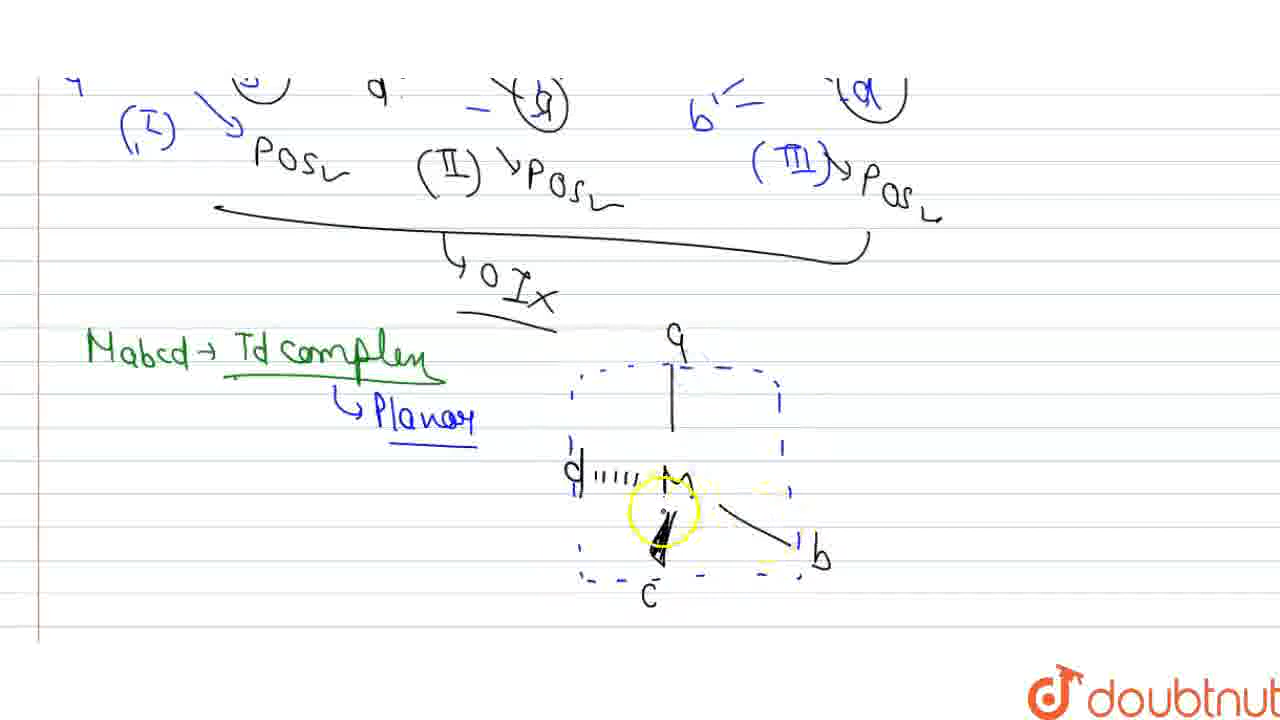 b a b' a
(I) POS
(II) POS
(III) POS
OIX
Mabcd → Td complex
Planar
a
d M
b
c
doubtnut